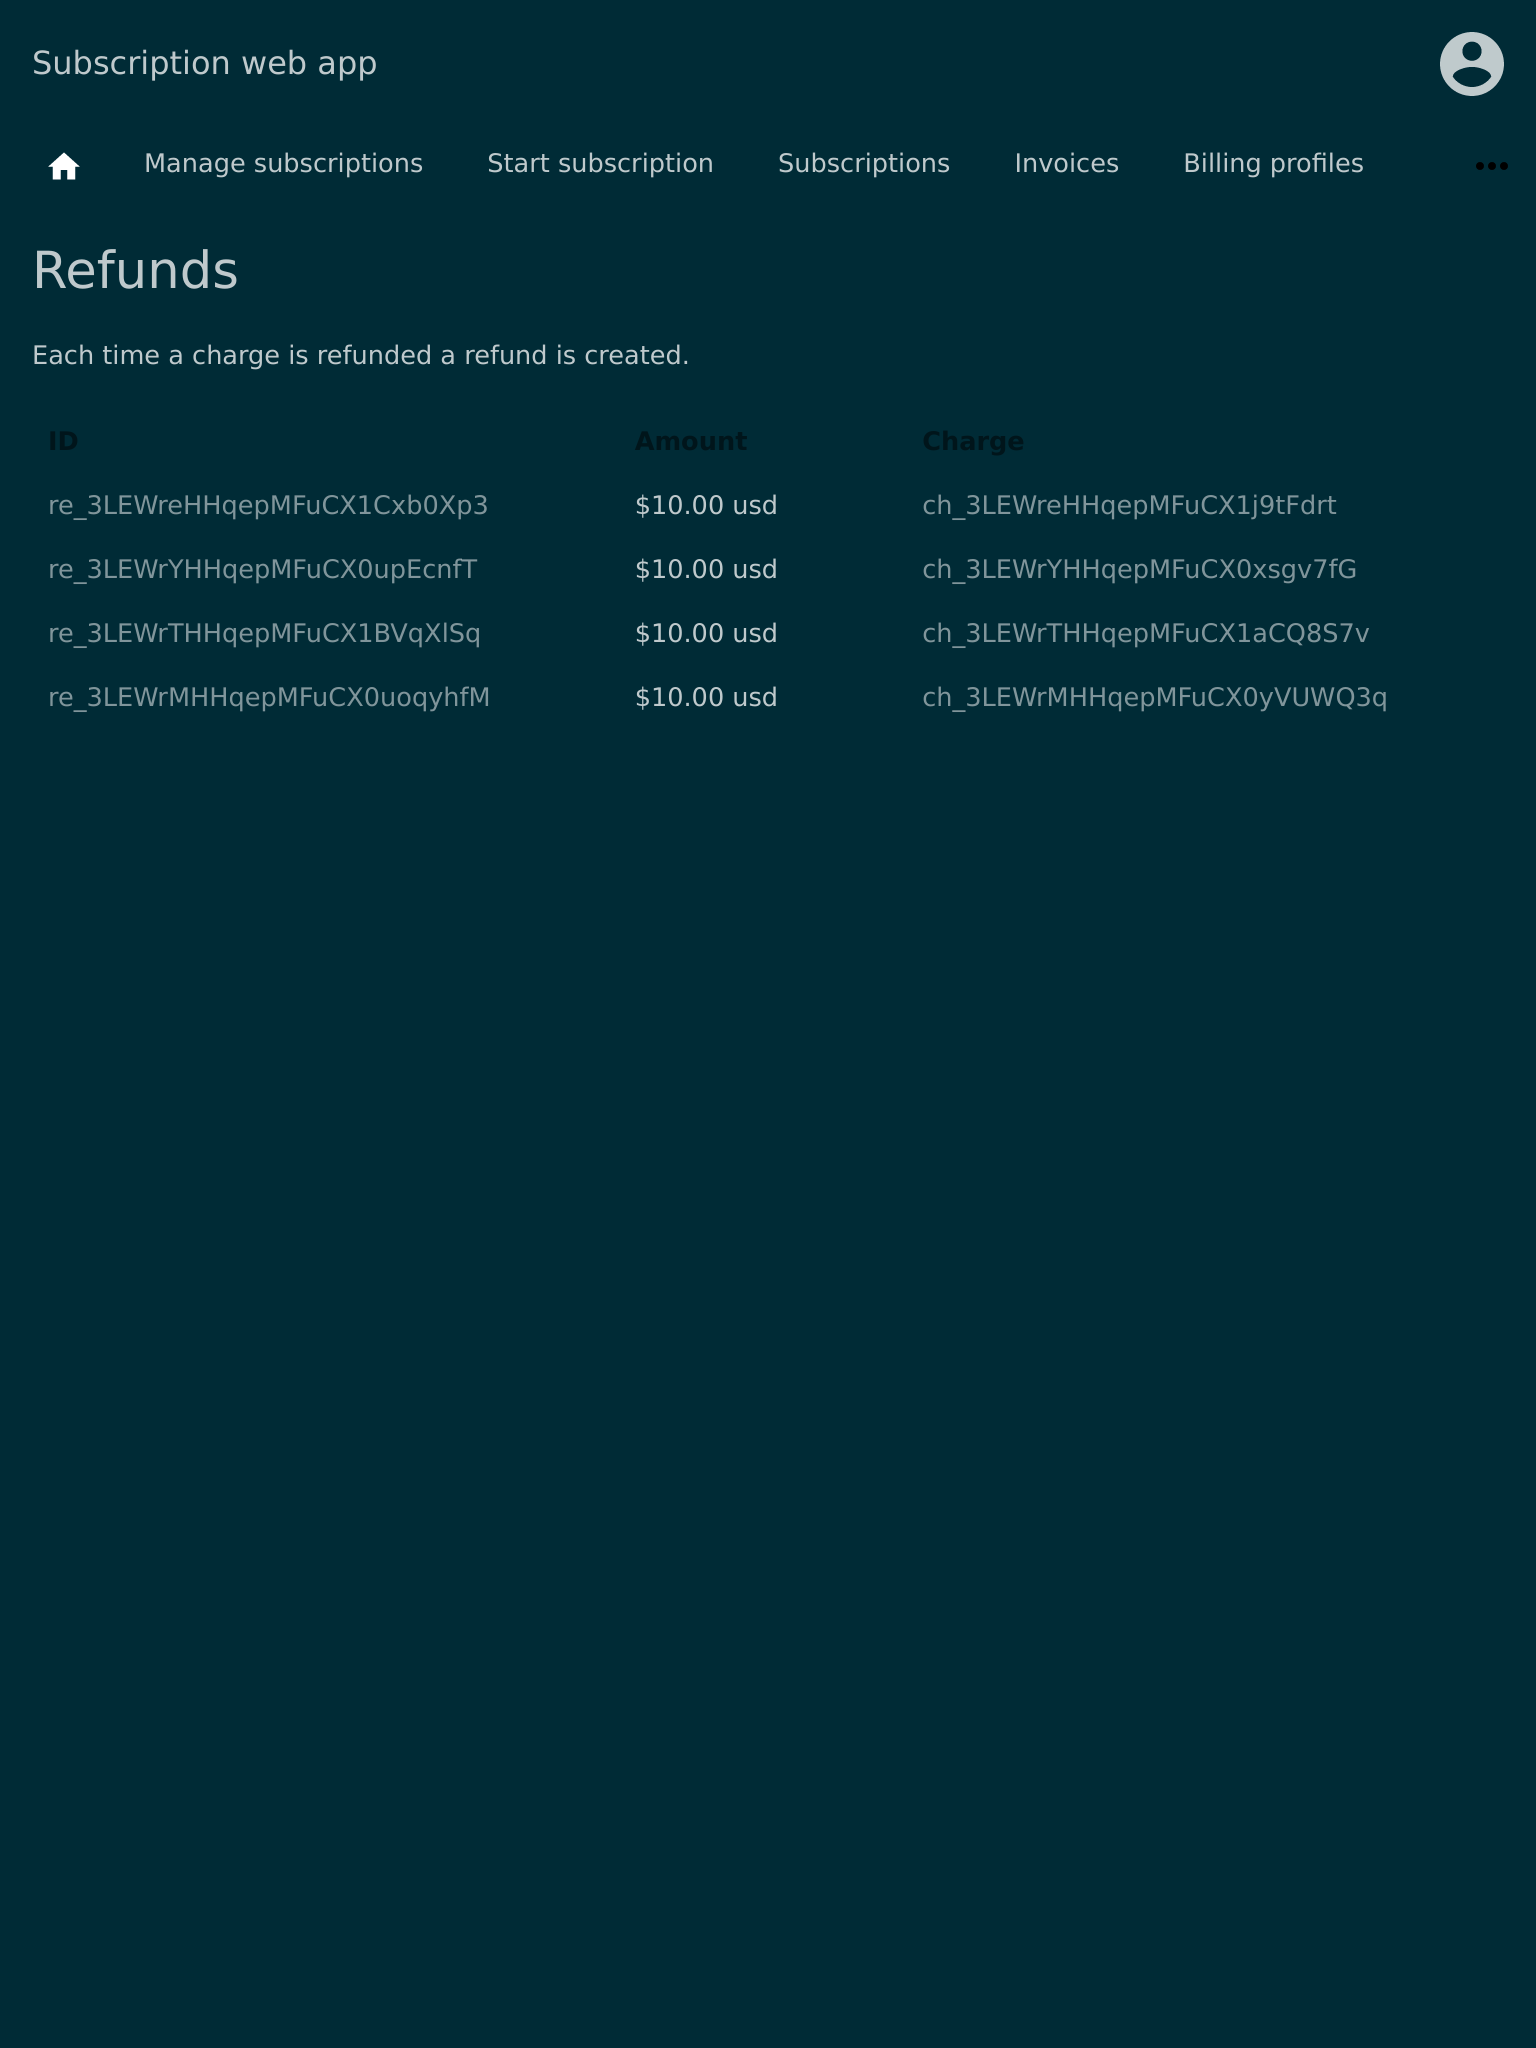 Subscription web app
Manage subscriptions Start subscription Subscriptions Invoices Billing profiles
Refunds
Each time a charge is refunded a refund is created.
ID Amount Charge
re_3LEWreHHqepMFuCX1Cxb0Xp3 $10.00 usd ch_3LEWreHHqepMFuCX1j9tFdrt
re_3LEWrYHHqepMFuCX0upEcnfT $10.00 usd ch_3LEWrYHHqepMFuCX0xsgv7fG
re_3LEWrTHHqepMFuCX1BVqXlSq $10.00 usd ch_3LEWrTHHqepMFuCX1aCQ8S7v
re_3LEWrMHHqepMFuCX0uoqyhfM $10.00 usd ch_3LEWrMHHqepMFuCX0yVUWQ3q